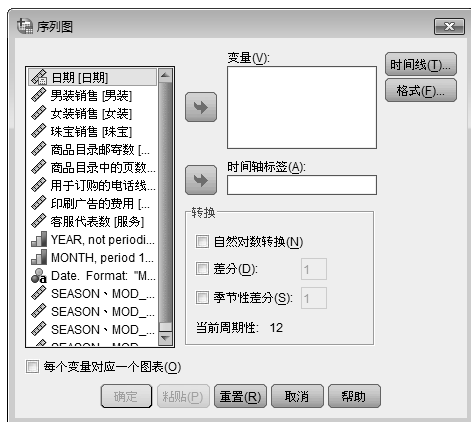 序列图
日期 [日期]
男装销售 [男装]
女装销售 [女装]
珠宝销售 [珠宝]
商品目录邮寄数 [...
商品目录中的页数...
用于订购的电话线...
印刷广告的费用 [...
客服代表数 [服务]
YEAR, not periodi...
MONTH, period 1...
Date. Format: "M...
SEASON、MOD_...
SEASON、MOD_...
SEASON、MOD_...
SEASON、MOD_...
变量(V):
时间线(T)...
格式(F)...
时间轴标签(A):
转换
自然对数转换(N)
差分(D): 1
季节性差分(S): 1
当前周期性: 12
每个变量对应一个图表(O)
确定 粘贴(P) 重置(R) 取消 帮助